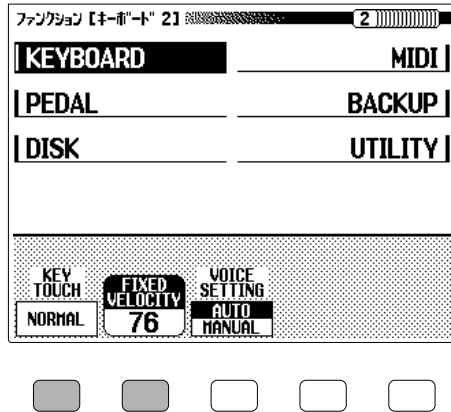 ファンクション [キーボード 2] 2
KEYBOARD MIDI
PEDAL BACKUP
DISK UTILITY
KEY TOUCH
NORMAL
FIXED VELOCITY
76
VOICE SETTING
AUTO
MANUAL